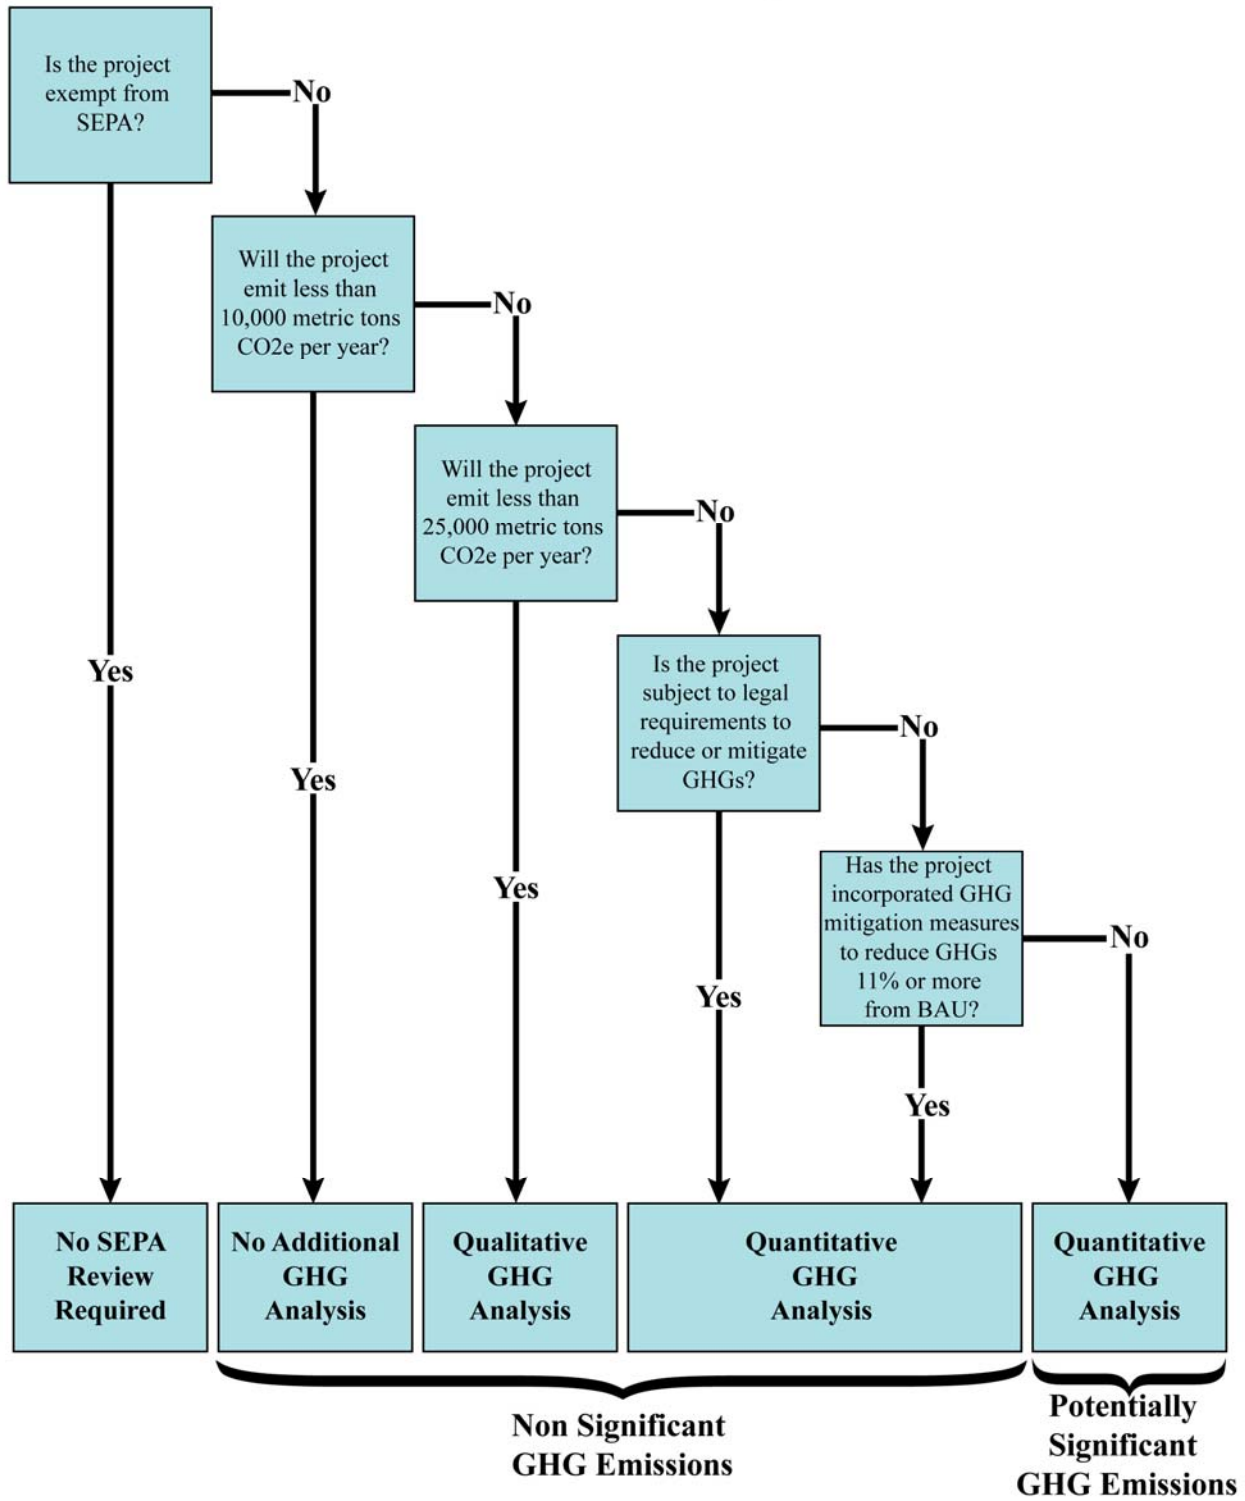 Is the project
exempt from
SEPA?
No
Will the project
emit less than
10,000 metric tons
CO2e per year?
No
Will the project
emit less than
25,000 metric tons
CO2e per year?
No
Is the project
subject to legal
requirements to
reduce or mitigate
GHGs?
No
Has the project
incorporated GHG
mitigation measures
to reduce GHGs
11% or more
from BAU?
No
Yes
Yes
Yes
Yes
Yes
No SEPA
Review
Required
No Additional
GHG
Analysis
Qualitative
GHG
Analysis
Quantitative
GHG
Analysis
Quantitative
GHG
Analysis
Non Significant
GHG Emissions
Potentially
Significant
GHG Emissions